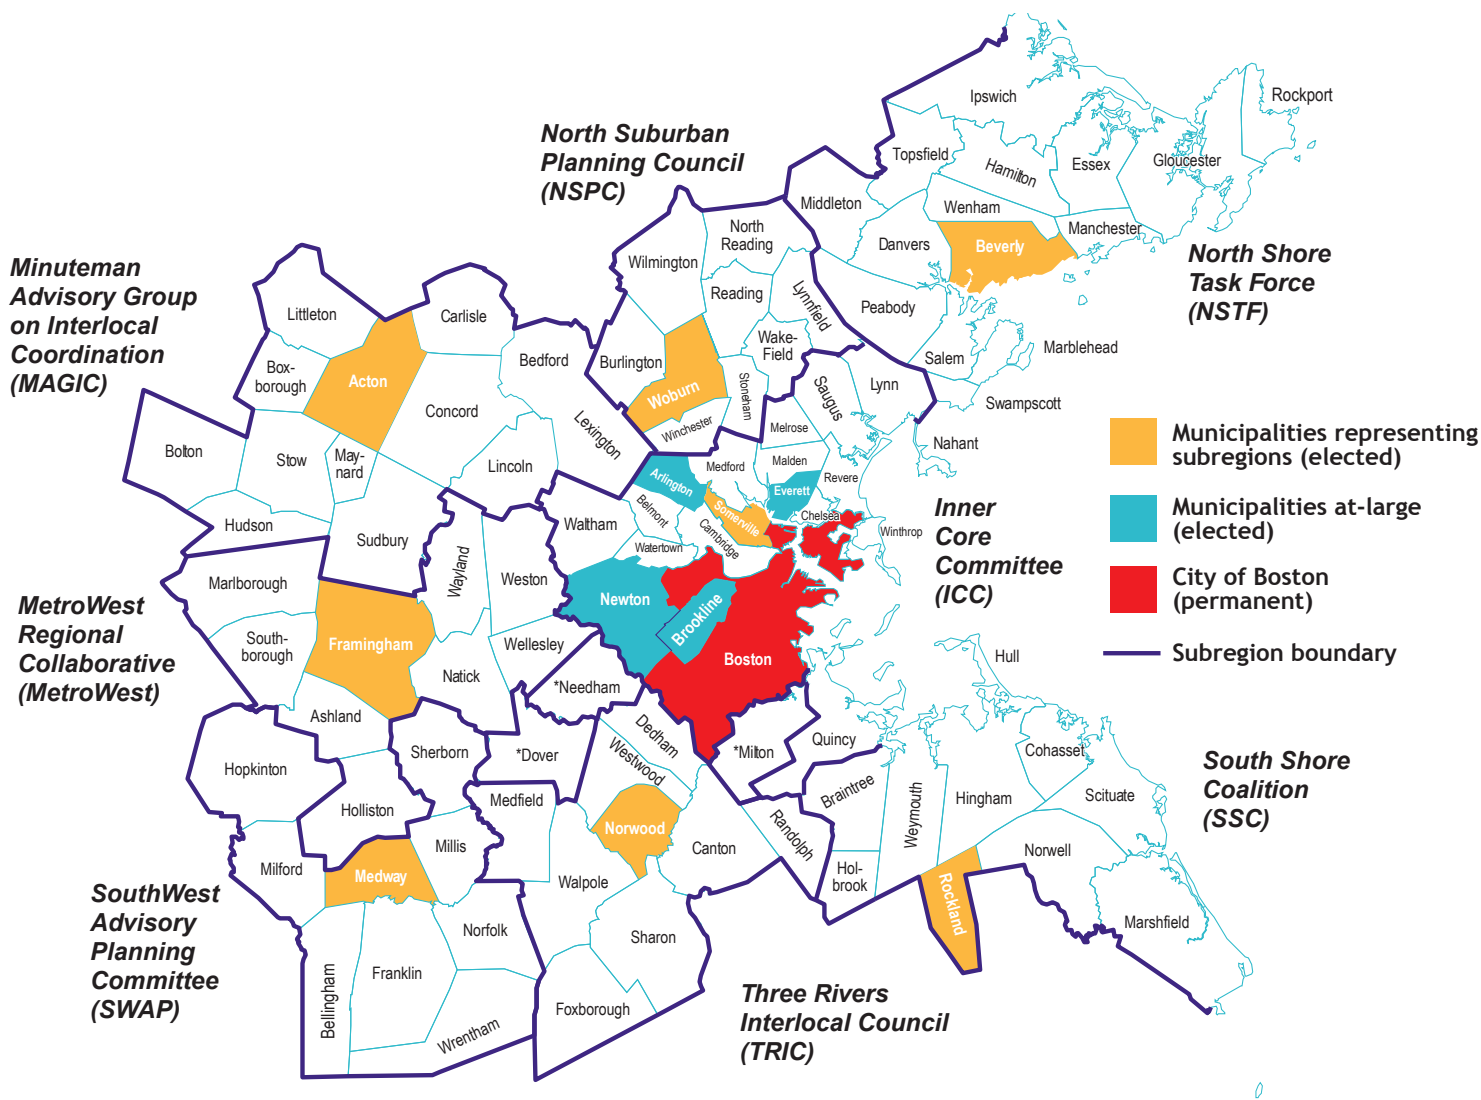 Ipswich
Rockport
North Suburban
Planning Council
(NSPC)
Topsfield
Hamilton
Essex
Gloucester
Middleton
Wenham
Manchester
North
Reading
Danvers
Beverly
North Shore
Task Force
(NSTF)
Minuteman
Advisory Group
on Interlocal
Coordination
(MAGIC)
Wilmington
Reading
Lynnfield
Peabody
Littleton
Carlisle
Wake-
Field
Marblehead
Bedford
Burlington
Salem
Box-
borough
Acton
Woburn
Stoneham
Saugus
Lynn
Swampscott
Concord
Lexington
Winchester
Melrose
Nahant
Bolton
Stow
May-
nard
Lincoln
Medford
Malden
Arlington
Everett
Revere
Hudson
Sudbury
Waltham
Belmont
Somerville
Cambridge
Chelsea
Winthrop
Watertown
Inner
Core
Committee
(ICC)
Municipalities representing
subregions (elected)
Municipalities at-large
(elected)
City of Boston
(permanent)
Subregion boundary
Marlborough
Wayland
Weston
Newton
Brookline
Boston
MetroWest
Regional
Collaborative
(MetroWest)
South-
borough
Framingham
Natick
Wellesley
*Needham
Hull
Ashland
Sherborn
*Dover
Dedham
Westwood
*Milton
Quincy
Cohasset
South Shore
Coalition
(SSC)
Hopkinton
Holliston
Medfield
Norwood
Canton
Randolph
Braintree
Weymouth
Hingham
Scituate
Milford
Medway
Millis
Walpole
Hol-
brook
Norwell
Rockland
Marshfield
SouthWest
Advisory
Planning
Committee
(SWAP)
Norfolk
Sharon
Franklin
Bellingham
Wrentham
Foxborough
Three Rivers
Interlocal Council
(TRIC)